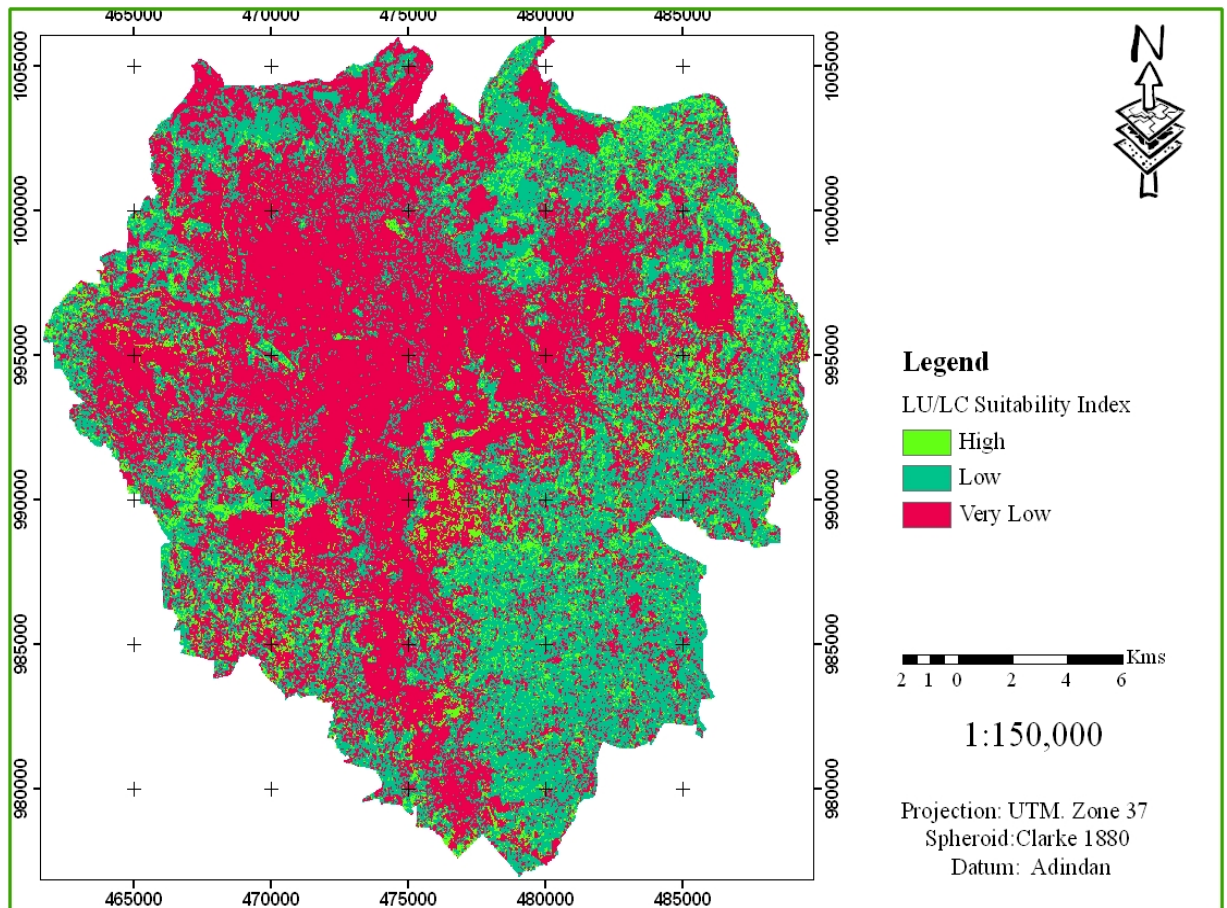 465000 470000 475000 480000 485000
1005000 1005000
1000000 1000000
995000 995000
990000 990000
985000 985000
980000 980000
465000 470000 475000 480000 485000
N
Legend
LU/LC Suitability Index
High
Low
Very Low
Kms
2 1 0 2 4 6
1:150,000
Projection: UTM. Zone 37
Spheroid:Clarke 1880
Datum: Adindan